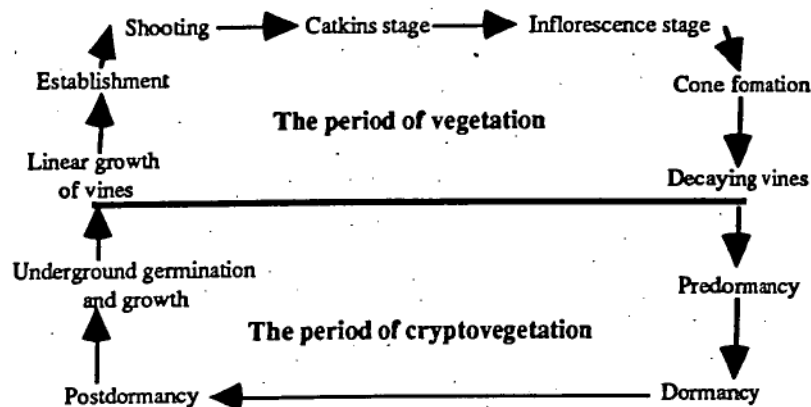 Shooting
Catkins stage
Inflorescence stage
Establishment
Cone fomation
The period of vegetation
Linear growth
of vines
Decaying vines
Underground germination
and growth
Predormancy
The period of cryptovegetation
Postdormancy
Dormancy